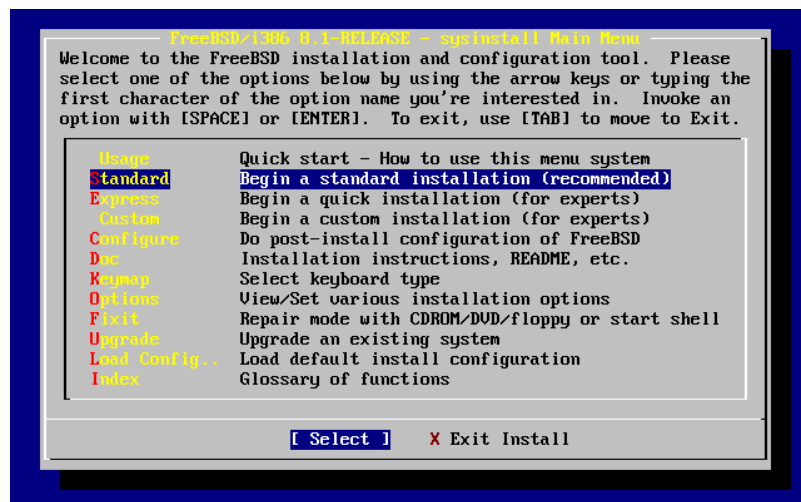 FreeBSD/i386 8.1-RELEASE - sysinstall Main Menu
Welcome to the FreeBSD installation and configuration tool.  Please
select one of the options below by using the arrow keys or typing the
first character of the option name you're interested in.  Invoke an
option with [SPACE] or [ENTER].  To exit, use [TAB] to move to Exit.
Usage Quick start - How to use this menu system
Standard Begin a standard installation (recommended)
Express Begin a quick installation (for experts)
Custom Begin a custom installation (for experts)
Configure Do post-install configuration of FreeBSD
Doc Installation instructions, README, etc.
Keymap Select keyboard type
Options View/Set various installation options
Fixit Repair mode with CDROM/DVD/floppy or start shell
Upgrade Upgrade an existing system
Load Config.. Load default install configuration
Index Glossary of functions
[ Select ] X Exit Install